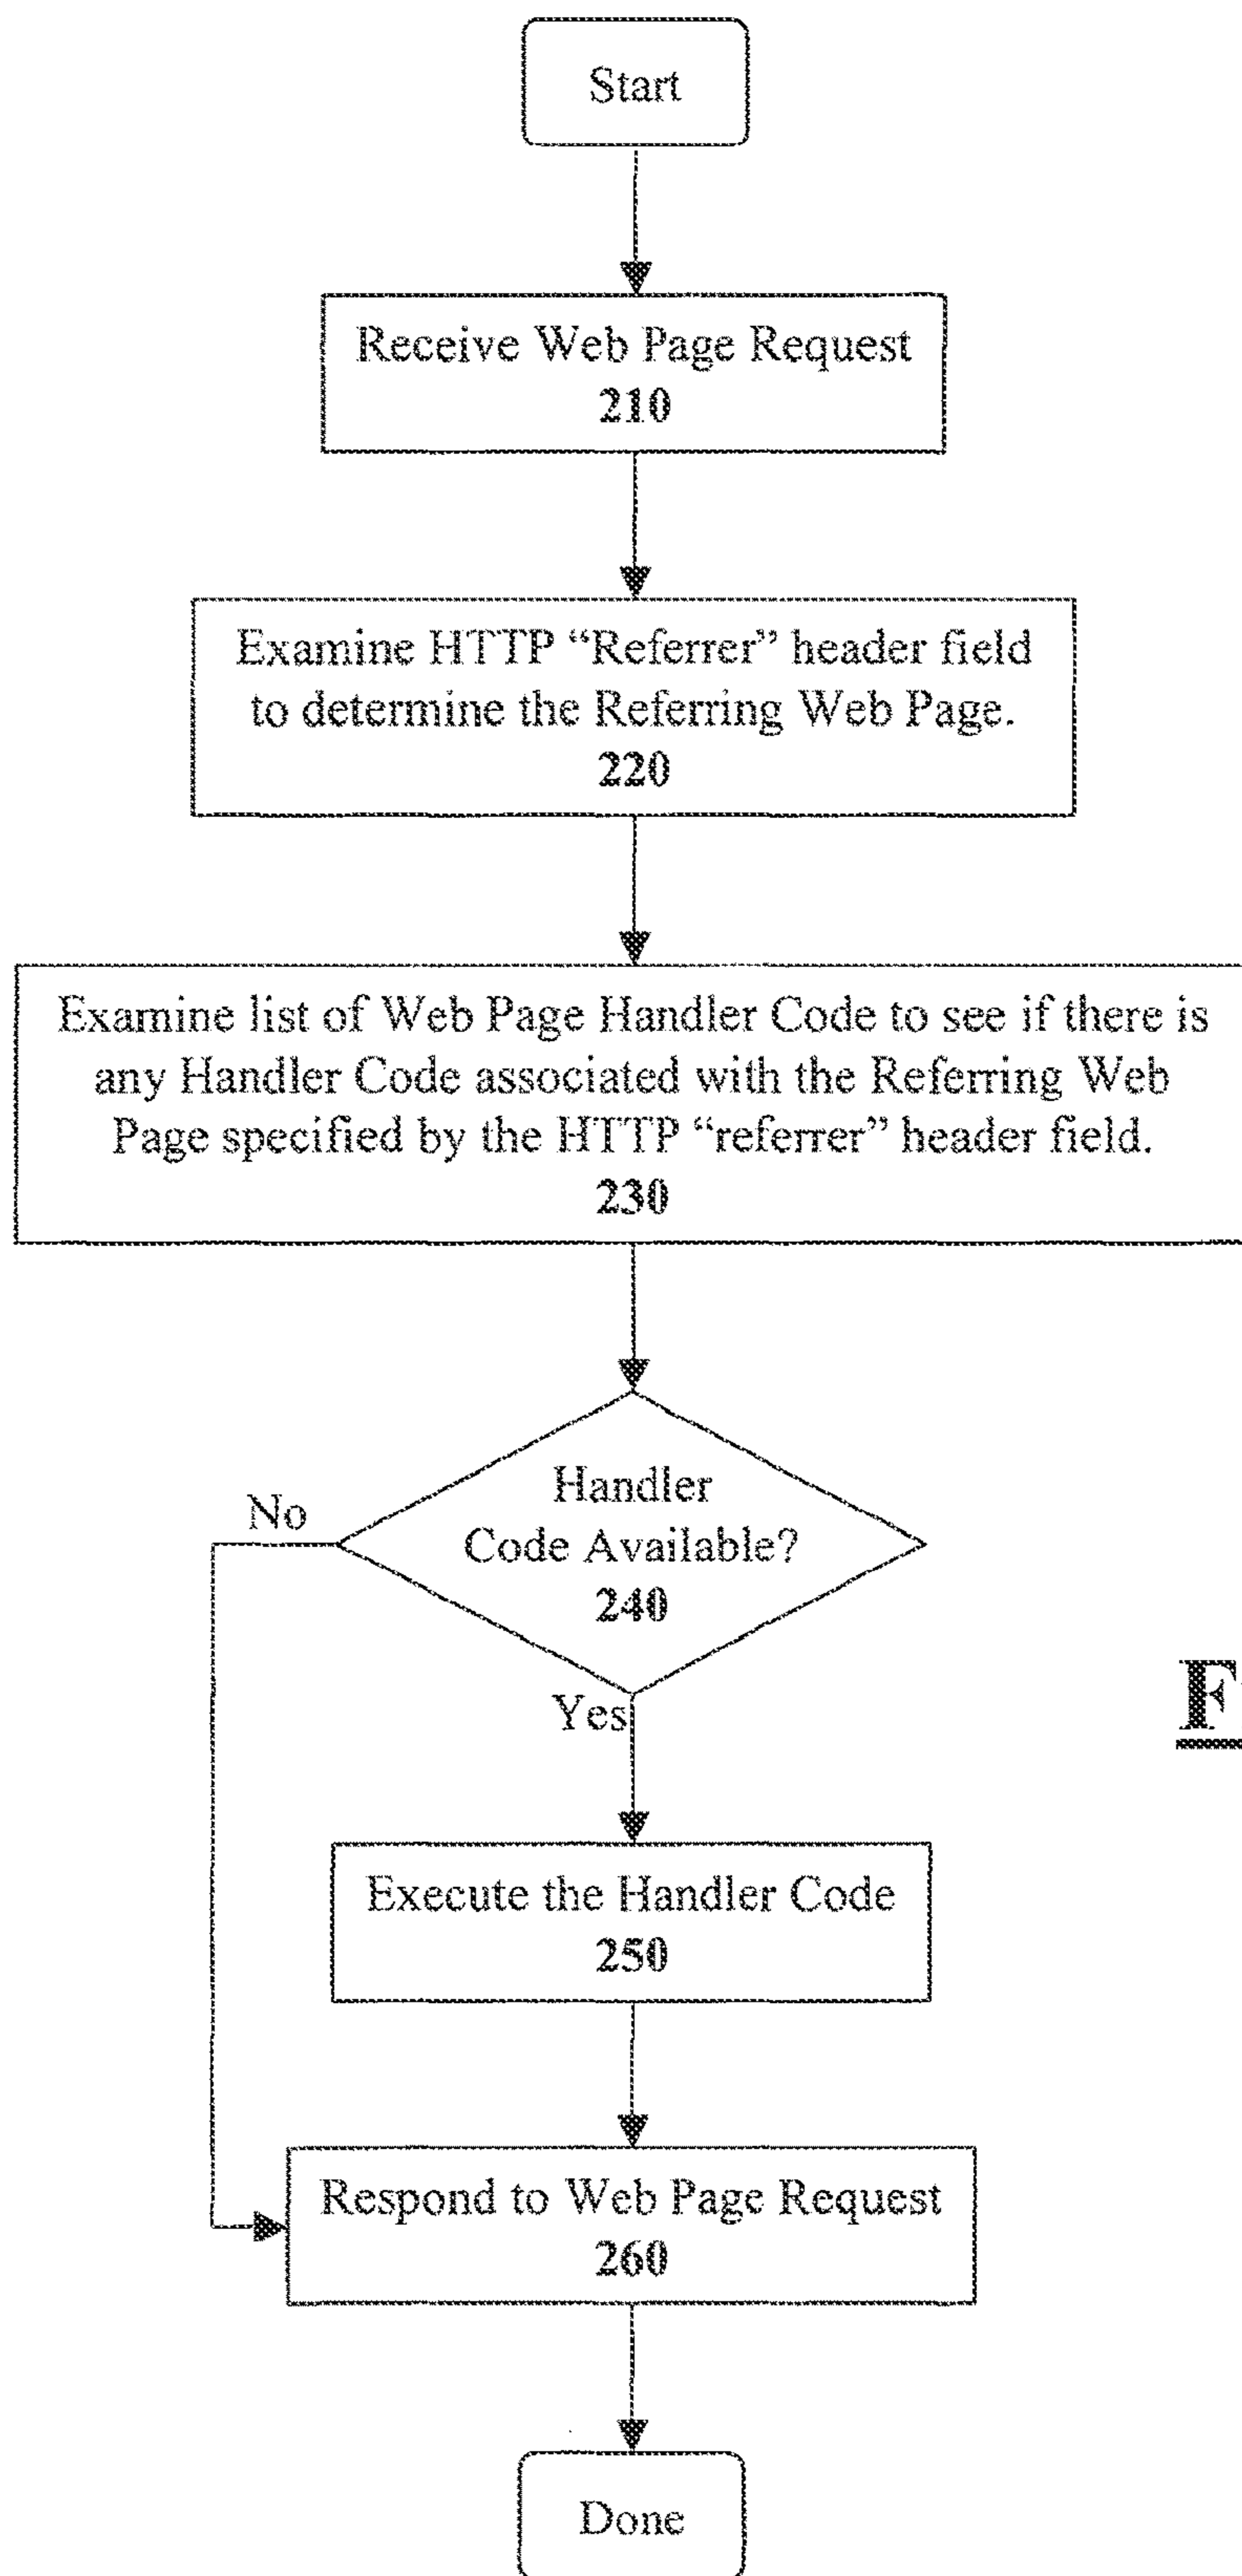 Start
Receive Web Page Request
210
Examine HTTP “Referrer” header field
to determine the Referring Web Page.
220
Examine list of Web Page Handler Code to see if there is
any Handler Code associated with the Referring Web
Page specified by the HTTP “referrer” header field.
230
Handler
Code Available?
240
No
Yes
F
Execute the Handler Code
250
Respond to Web Page Request
260
Done